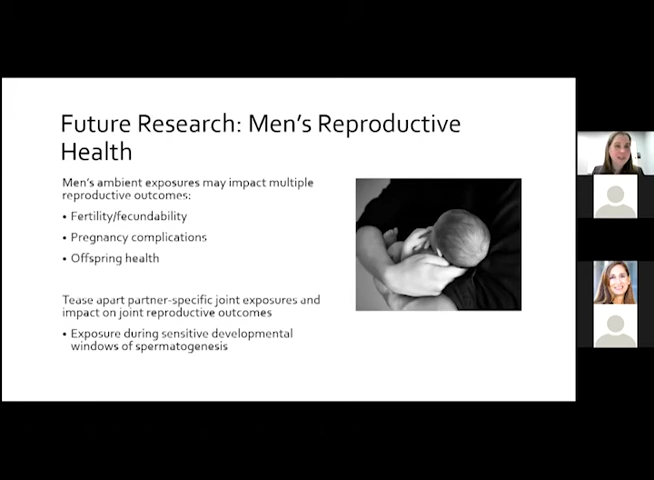 Future Research: Men's Reproductive
Health
Men's ambient exposures may impact multiple
reproductive outcomes:
• Fertility/fecundability
• Pregnancy complications
• Offspring health
Tease apart partner-specific joint exposures and
impact on joint reproductive outcomes
• Exposure during sensitive developmental
windows of spermatogenesis